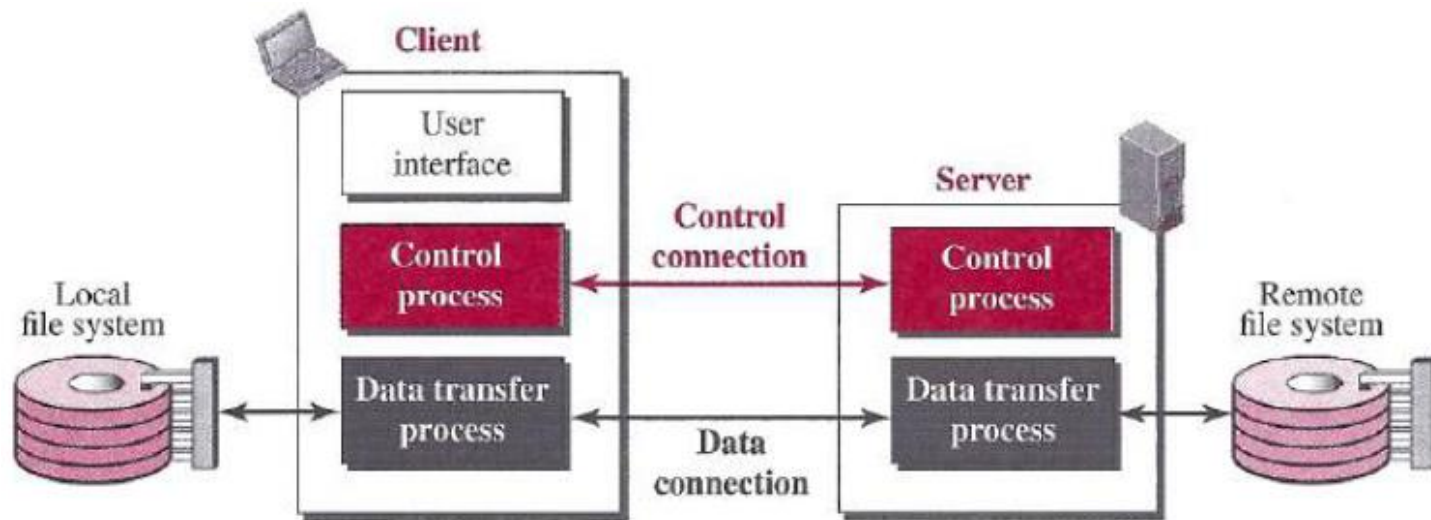 Client
User
interface
Server
Control
connection
Control
process
Control
process
Local
file system
Remote
file system
Data transfer
process
Data transfer
process
Data
connection